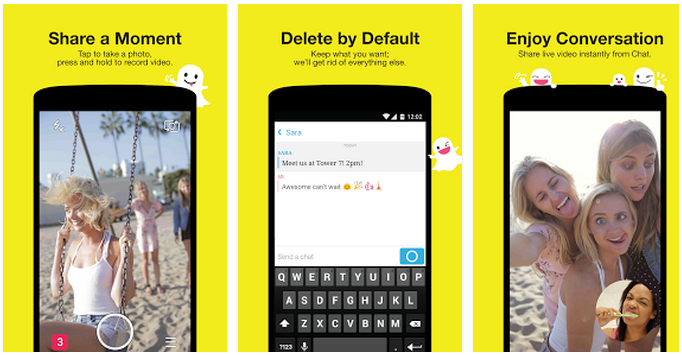 Share a Moment
Tap to take a photo,
press and hold to record video.
3
Delete by Default
Keep what you want;
we'll get rid of everything else.
12:02
Sara
TODAY
SARA
Meet us at Tower 7! 2pm!
ME
Awesome can't wait
Send a chat
Q W E R T Y U I O P
A S D F G H J K L
Z X C V B N M
?123 , .
Enjoy Conversation
Share live video instantly from Chat.